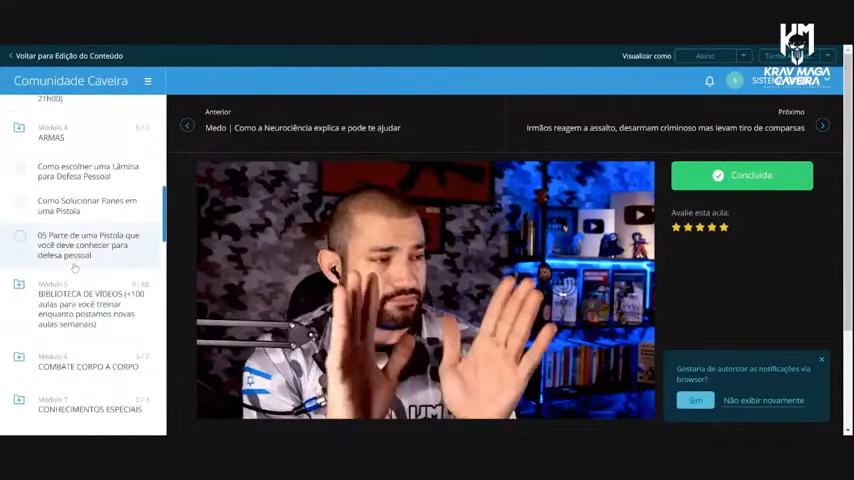 Voltar para Edição do Conteúdo
Visualizar como
Aluno
Comunidade Caveira
KRAV MAGA
CAVEIRA
21h00)
Módulo 4
0 / 3
ARMAS
Como escolher uma Lâmina
para Defesa Pessoal
Como Solucionar Panes em
uma Pistola
05 Parte de uma Pistola que
você deve conhecer para
defesa pessoal
Módulo 5
0 / 60
BIBLIOTECA DE VÍDEOS (+100
aulas para você treinar
enquanto postamos novas
aulas semanais)
Módulo 6
0 / 2
COMBATE CORPO A CORPO
Módulo 7
0 / 3
CONHECIMENTOS ESPECIAIS
Anterior
Medo | Como a Neurociência explica e pode te ajudar
Próximo
Irmãos reagem a assalto, desarmam criminoso mas levam tiro de comparsas
Concluída
Avalie esta aula:
Gostaria de autorizar as notificações via
browser?
Sim
Não exibir novamente